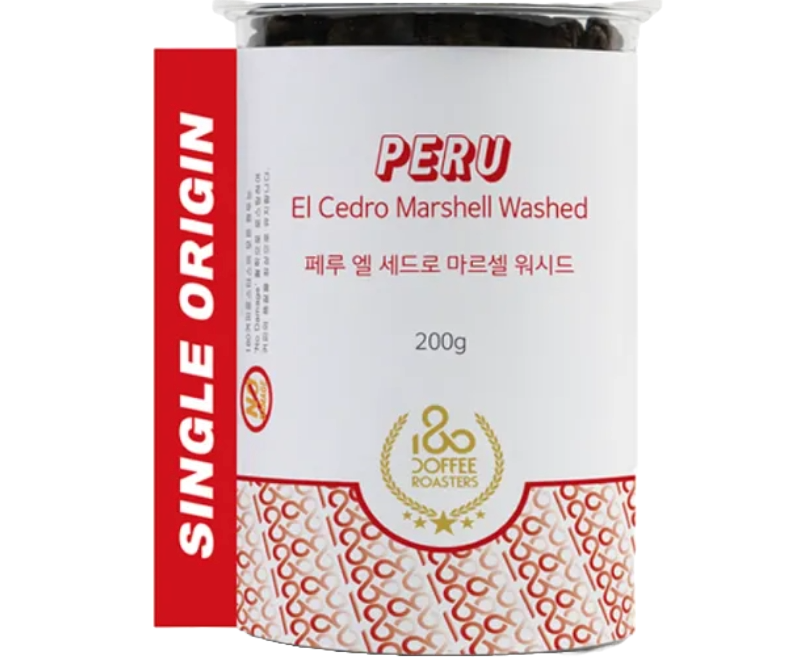 SINGLE ORIGIN
PERU
El Cedro Marshell Washed
페루 엘 세드로 마르셀 워시드
200g
180
COFFEE
ROASTERS